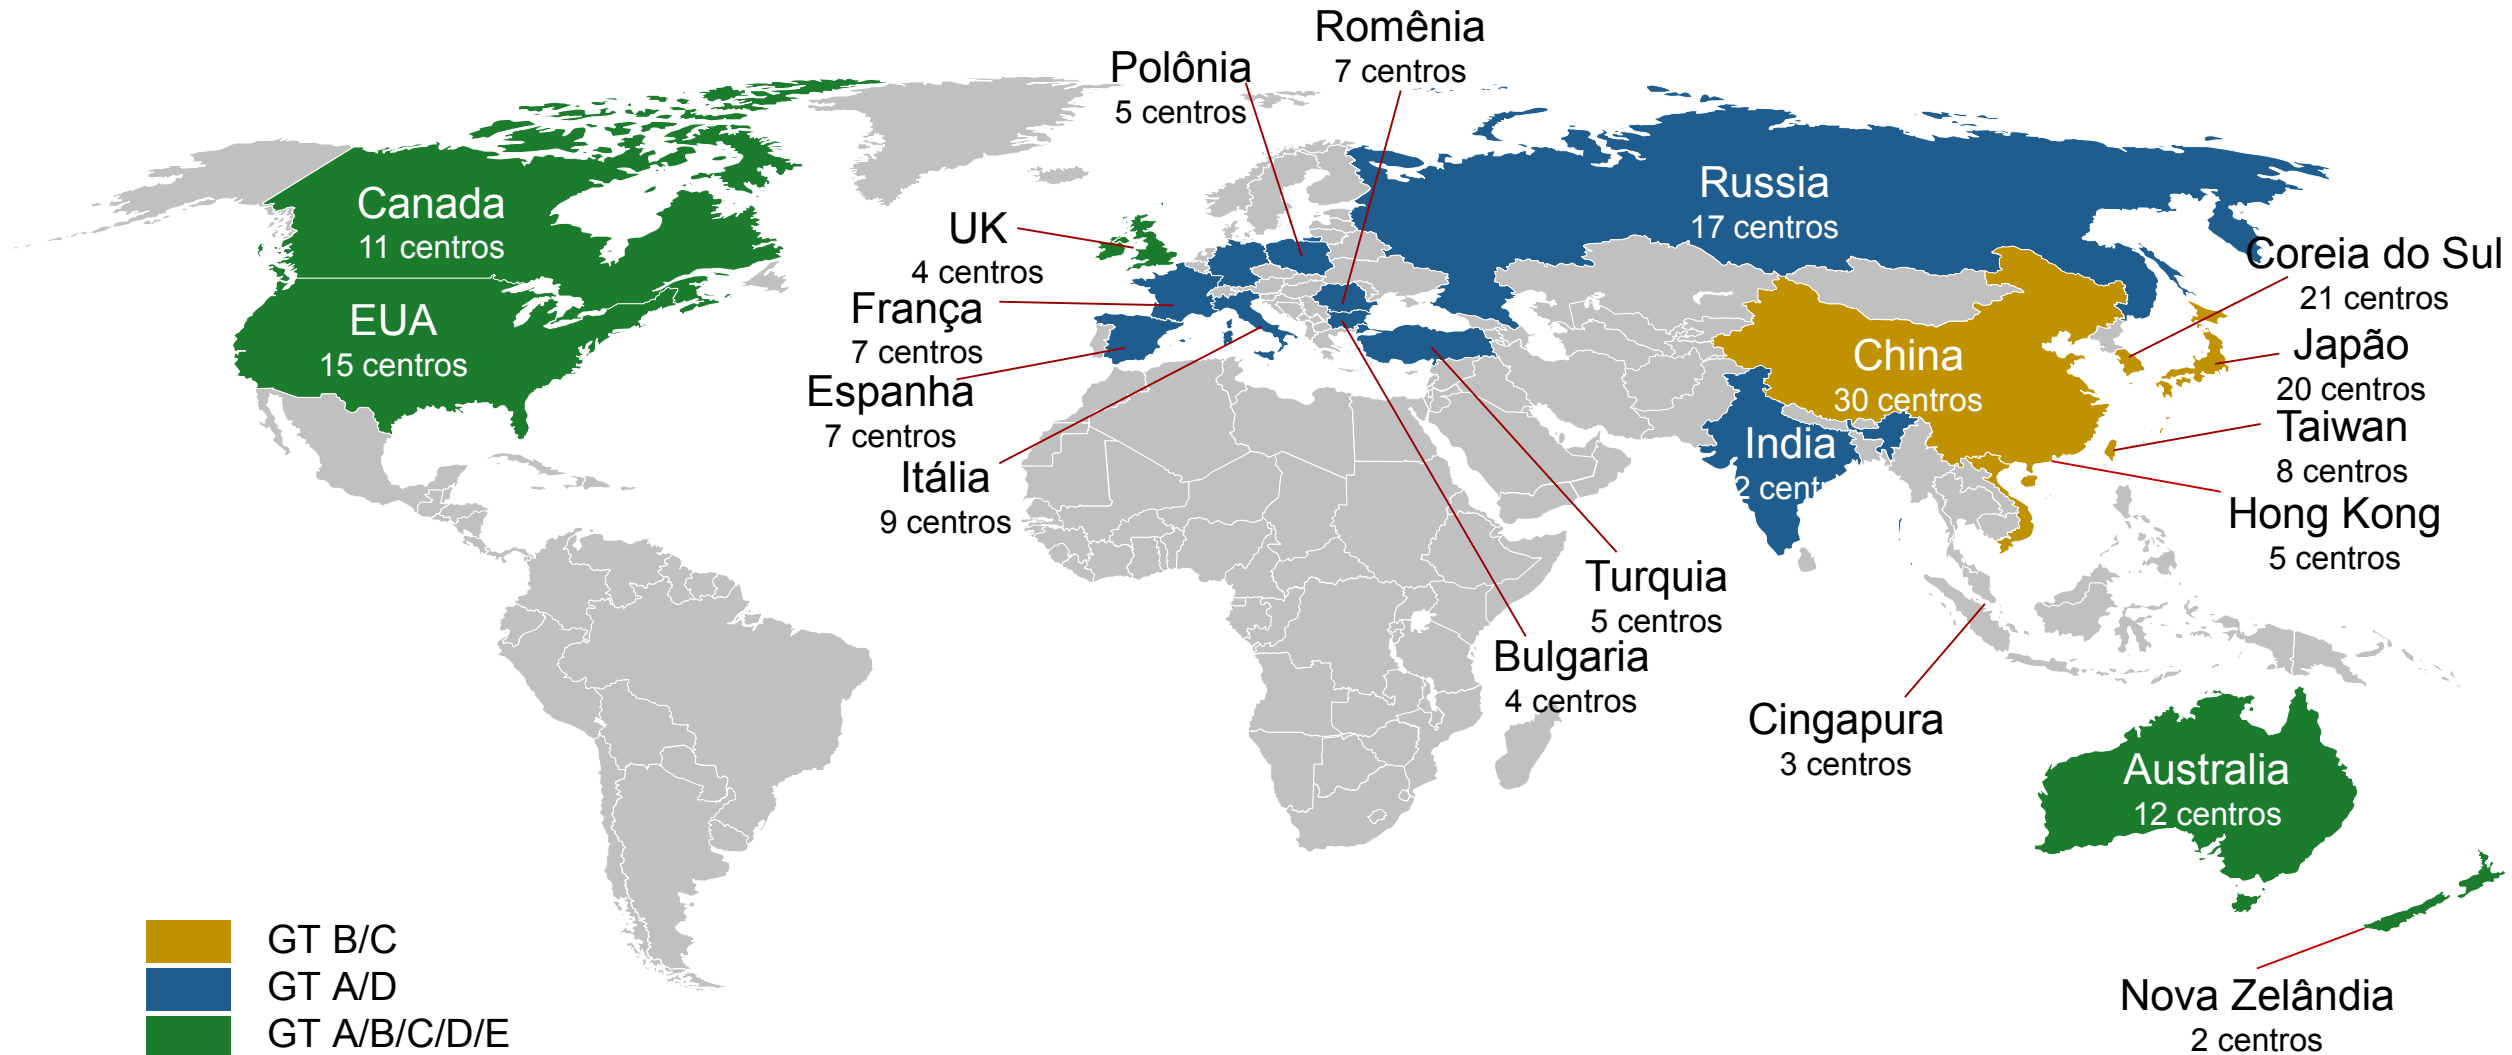 Romênia
7 centros
Polônia
5 centros
Russia
17 centros
Canada
11 centros
UK
4 centros
Coreia do Sul
21 centros
França
7 centros
EUA
15 centros
Japão
20 centros
China
30 centros
Espanha
7 centros
Taiwan
8 centros
India
Itália
9 centros
Hong Kong
5 centros
Turquia
5 centros
Bulgaria
4 centros
Cingapura
3 centros
Australia
12 centros
GT B/C
GT A/D
GT A/B/C/D/E
Nova Zelândia
2 centros